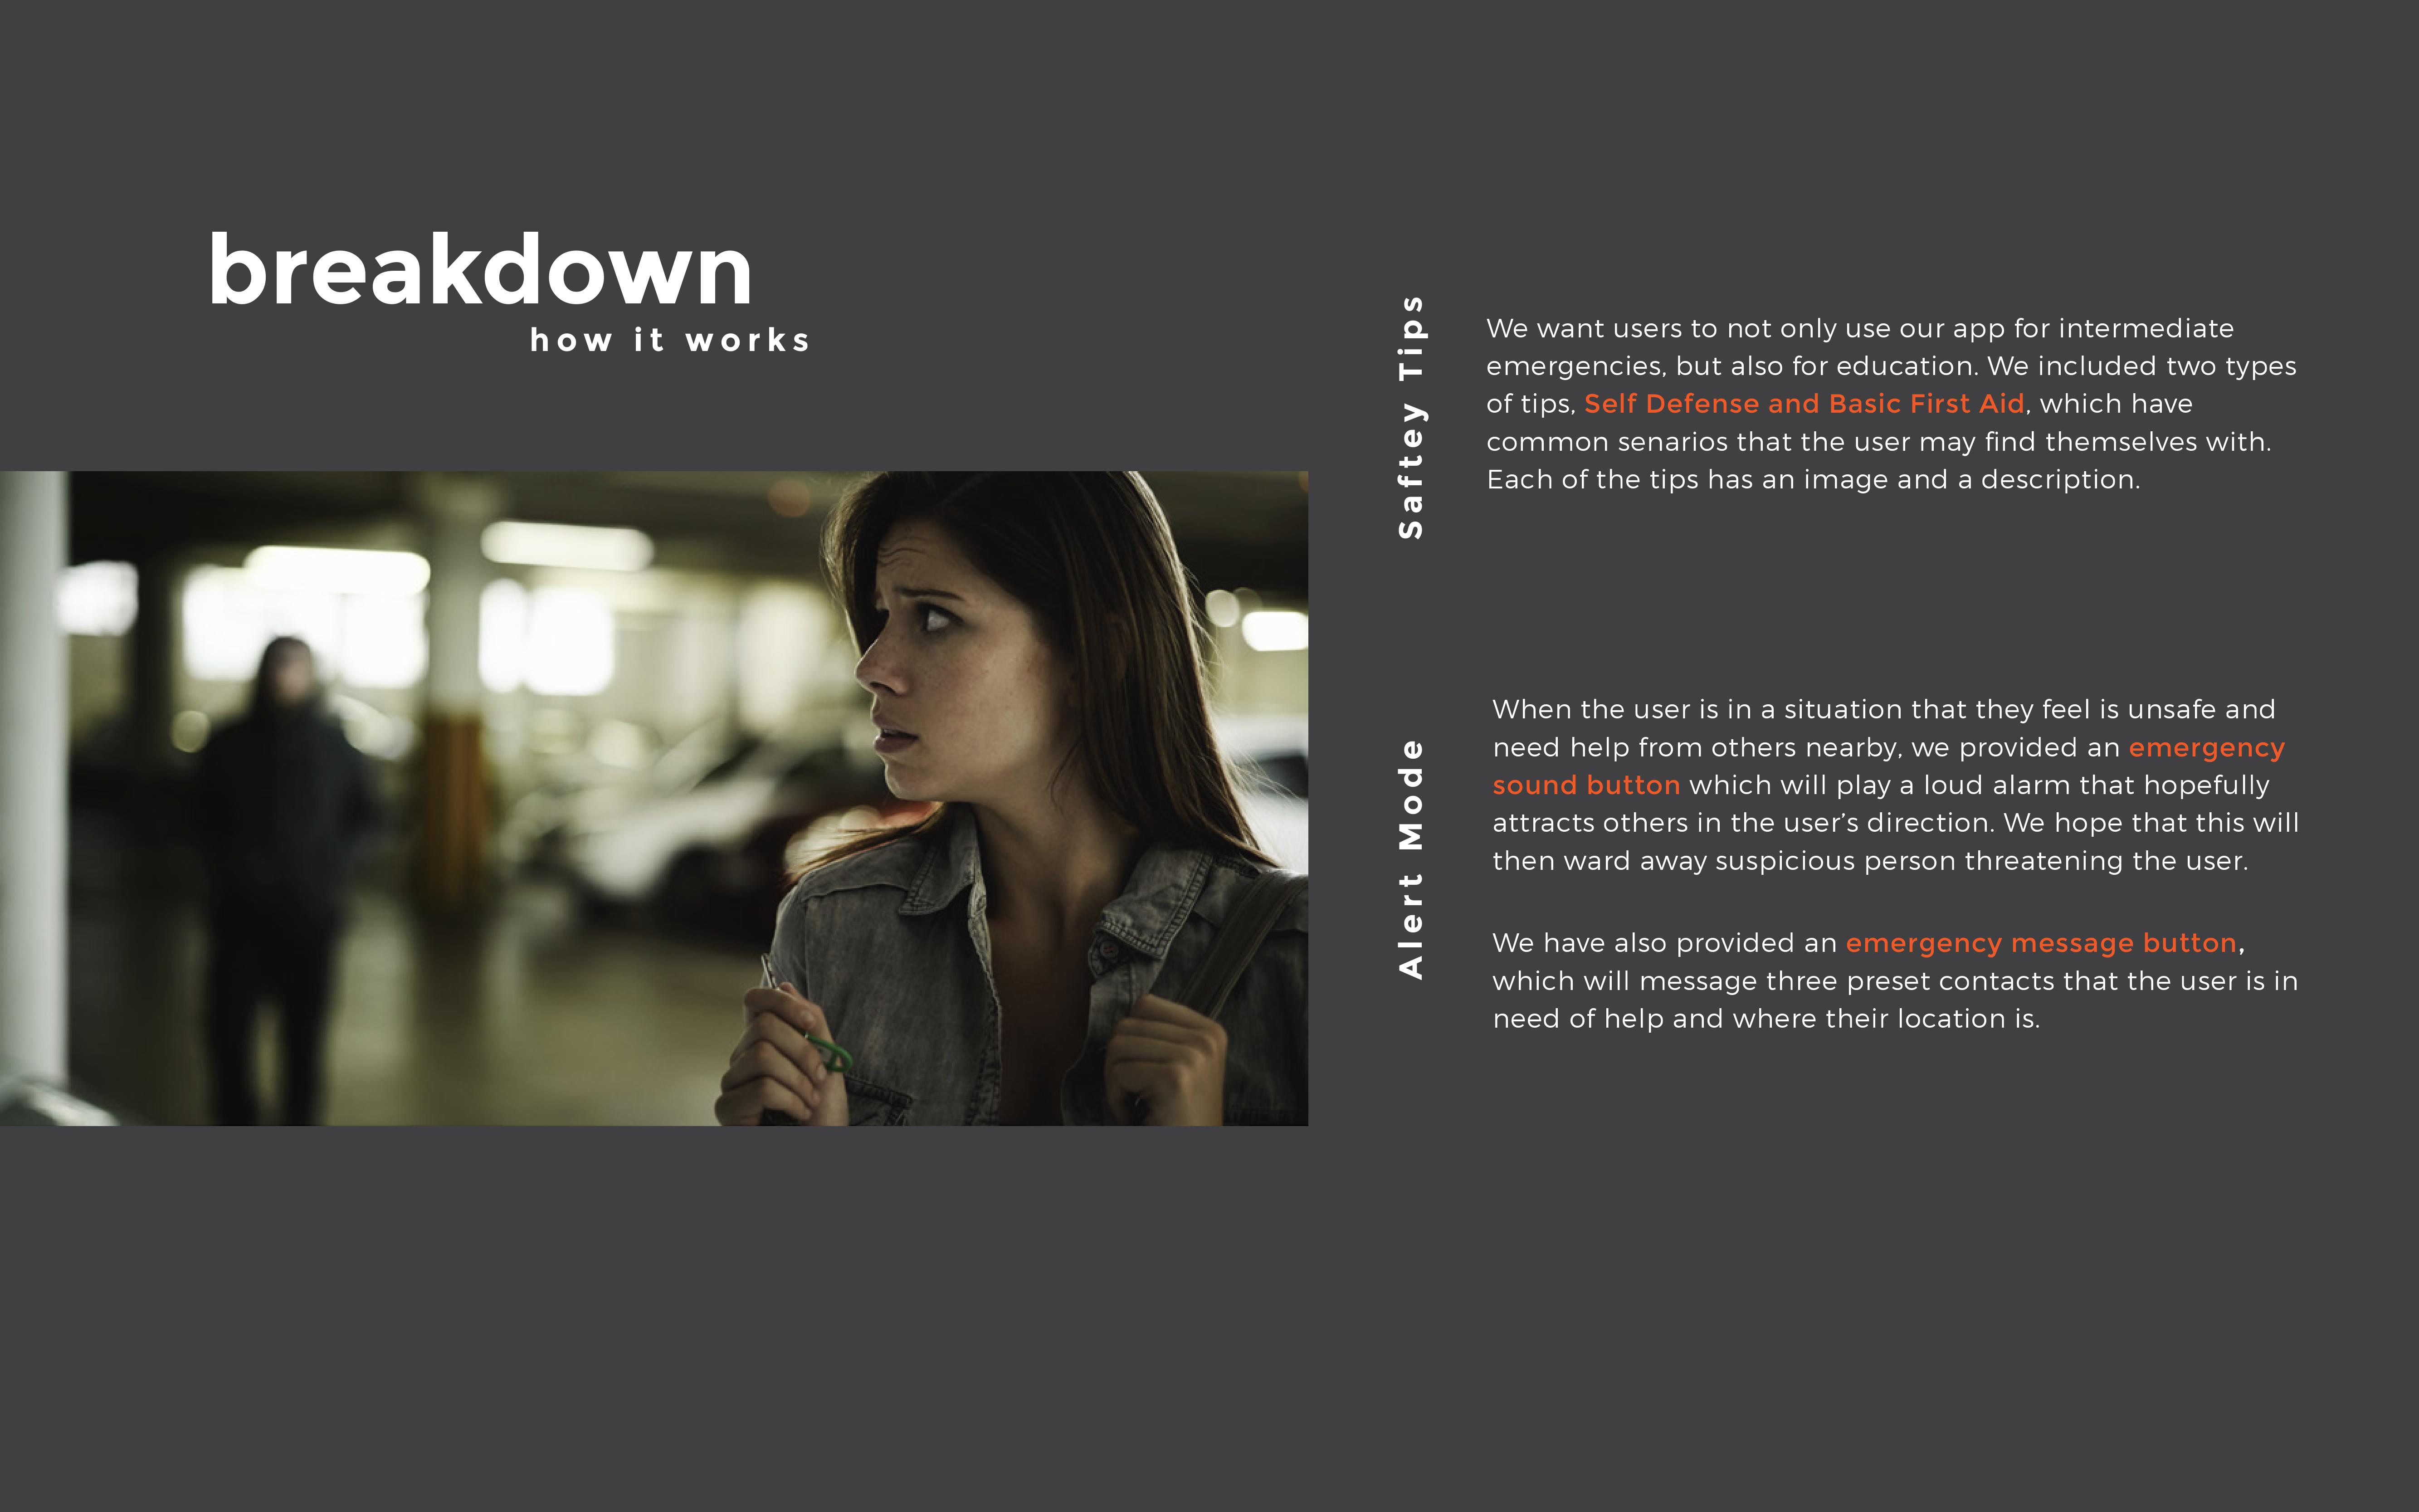 breakdown
how it works
Saftey Tips
We want users to not only use our app for intermediate
emergencies, but also for education. We included two types
of tips, Self Defense and Basic First Aid, which have
common senarios that the user may find themselves with.
Each of the tips has an image and a description.
Alert Mode
When the user is in a situation that they feel is unsafe and
need help from others nearby, we provided an emergency
sound button which will play a loud alarm that hopefully
attracts others in the user’s direction. We hope that this will
then ward away suspicious person threatening the user.
We have also provided an emergency message button,
which will message three preset contacts that the user is in
need of help and where their location is.